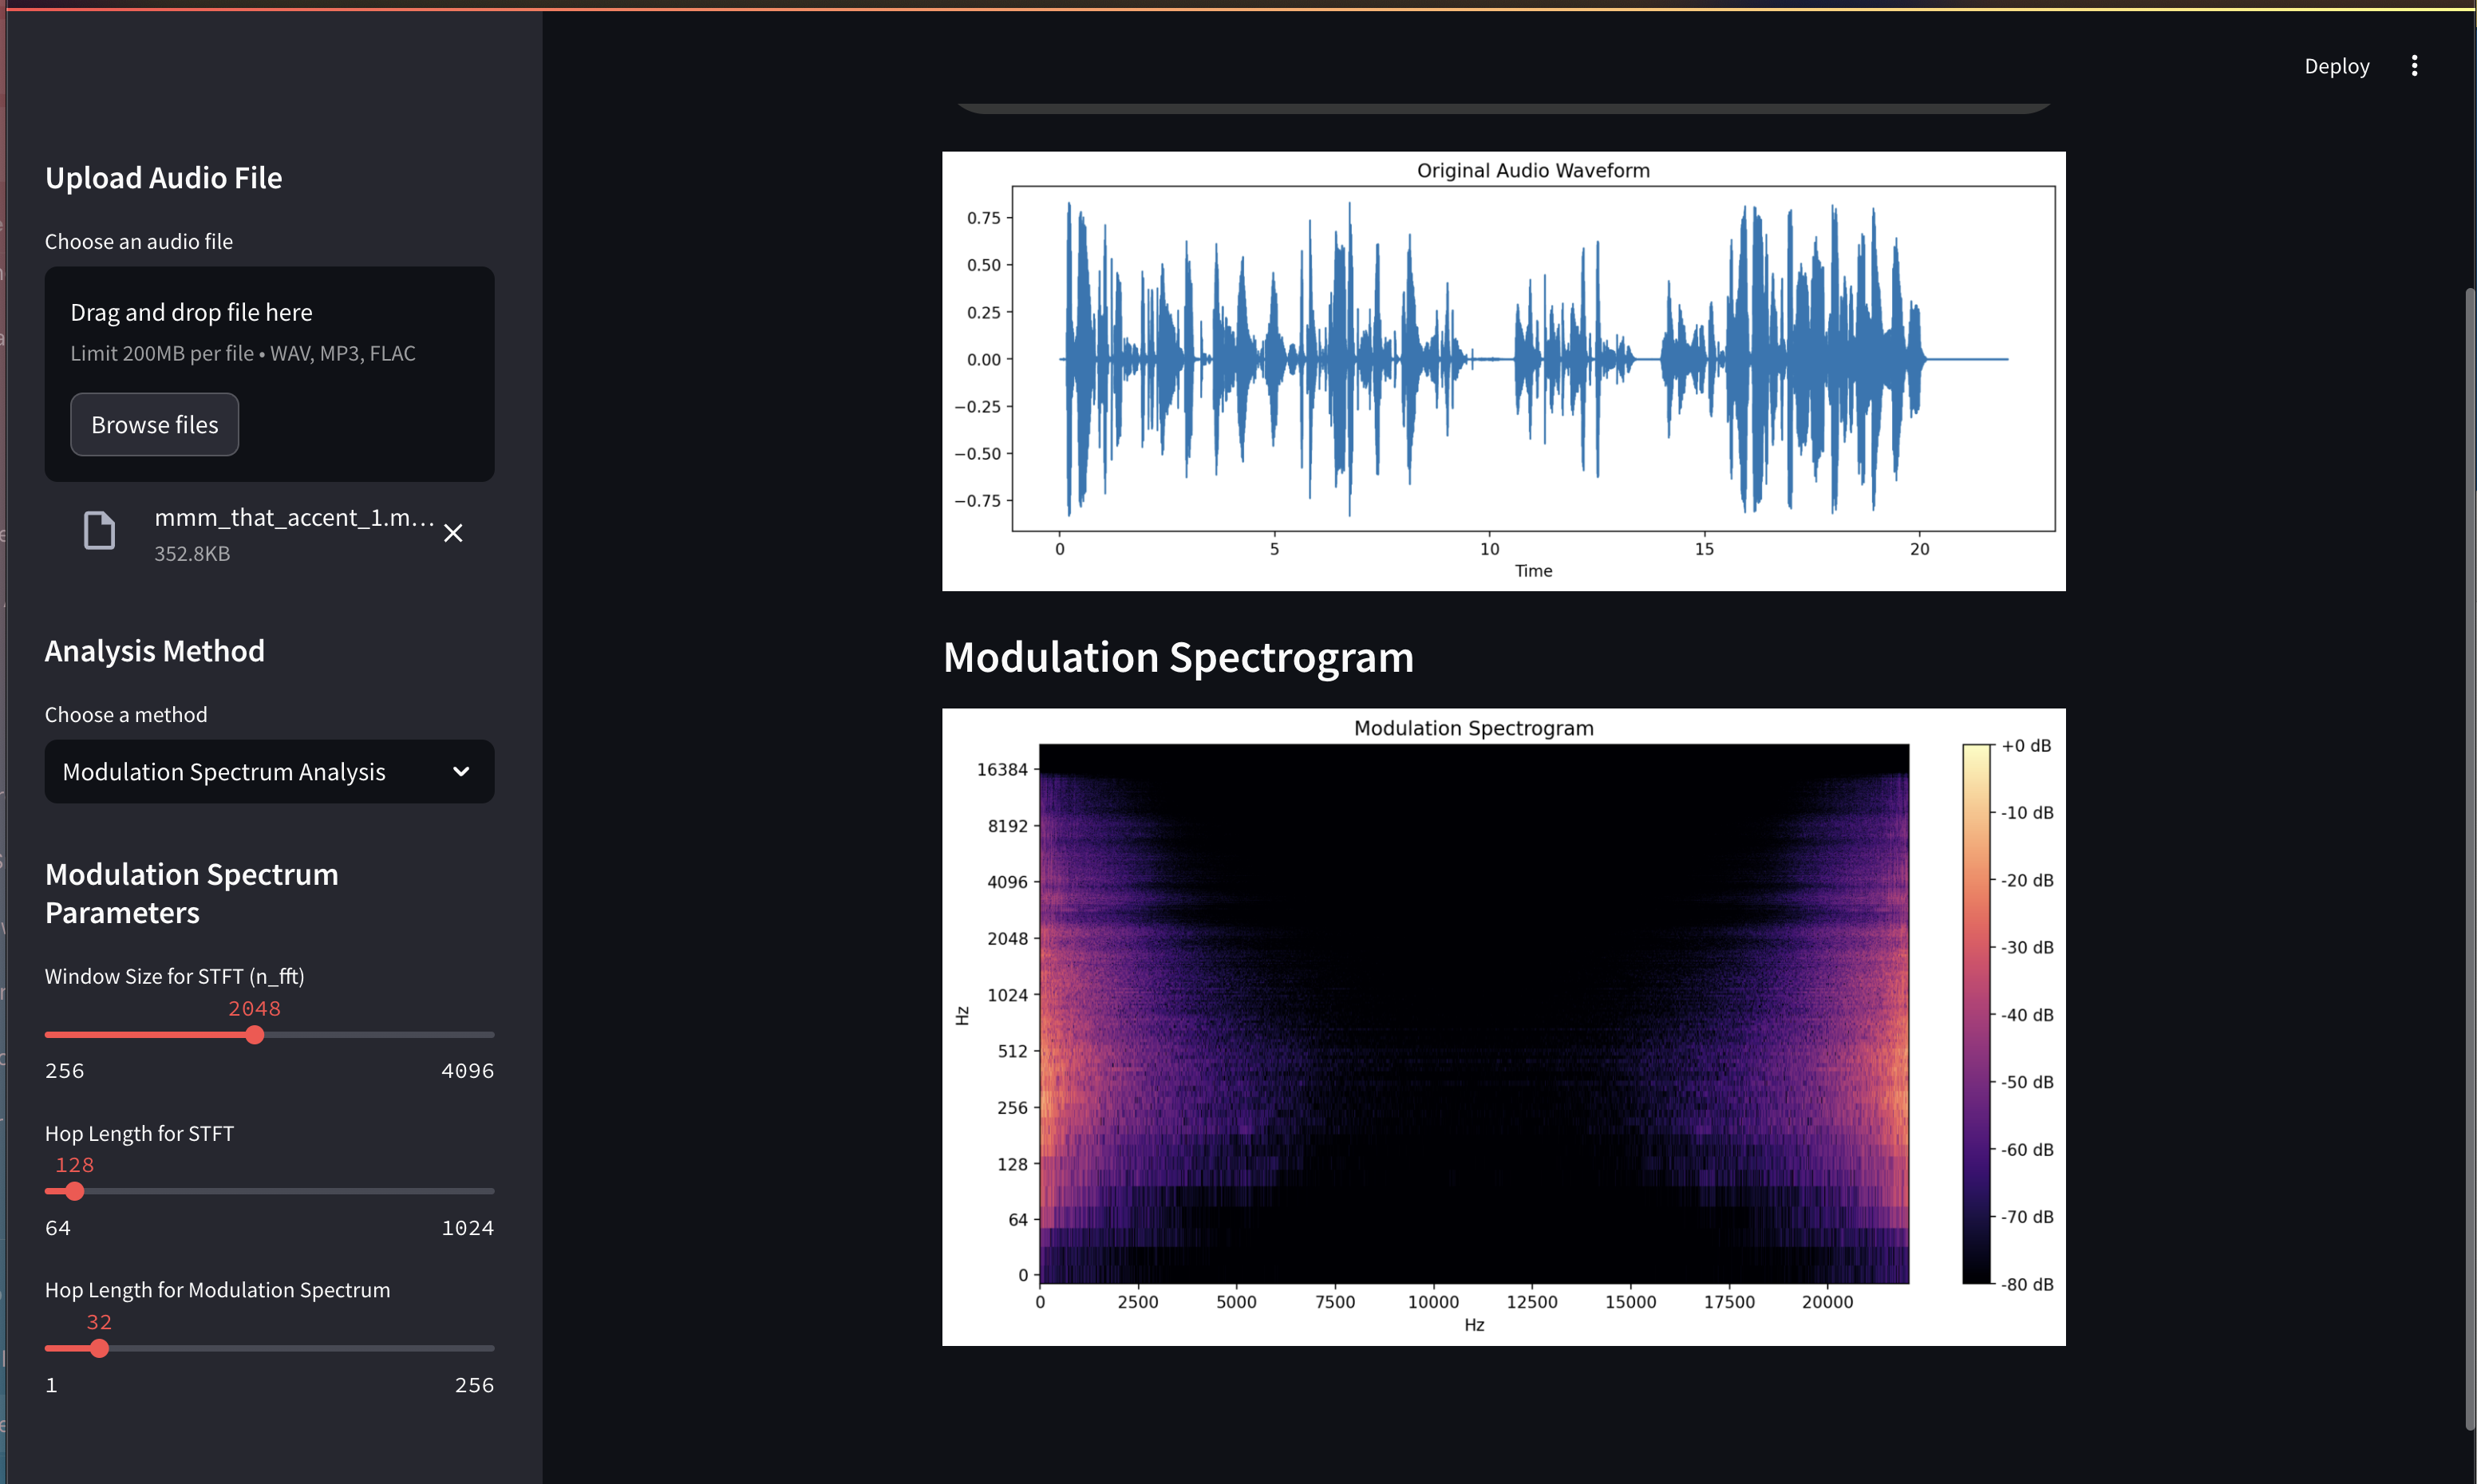 Deploy
Upload Audio File
Choose an audio file
Drag and drop file here
Limit 200MB per file • WAV, MP3, FLAC
Browse files
mmm_that_accent_1.m...
352.8KB
Analysis Method
Choose a method
Modulation Spectrum Analysis
Modulation Spectrum
Parameters
Window Size for STFT (n_fft)
2048
256 4096
Hop Length for STFT
128
64 1024
Hop Length for Modulation Spectrum
32
1 256
Original Audio Waveform
0.75
0.50
0.25
0.00
−0.25
−0.50
−0.75
0 5 10 15 20
Time
Modulation Spectrogram
Modulation Spectrogram
16384
8192
4096
2048
1024
512
256
128
64
0
Hz
0 2500 5000 7500 10000 12500 15000 17500 20000
Hz
+0 dB
-10 dB
-20 dB
-30 dB
-40 dB
-50 dB
-60 dB
-70 dB
-80 dB